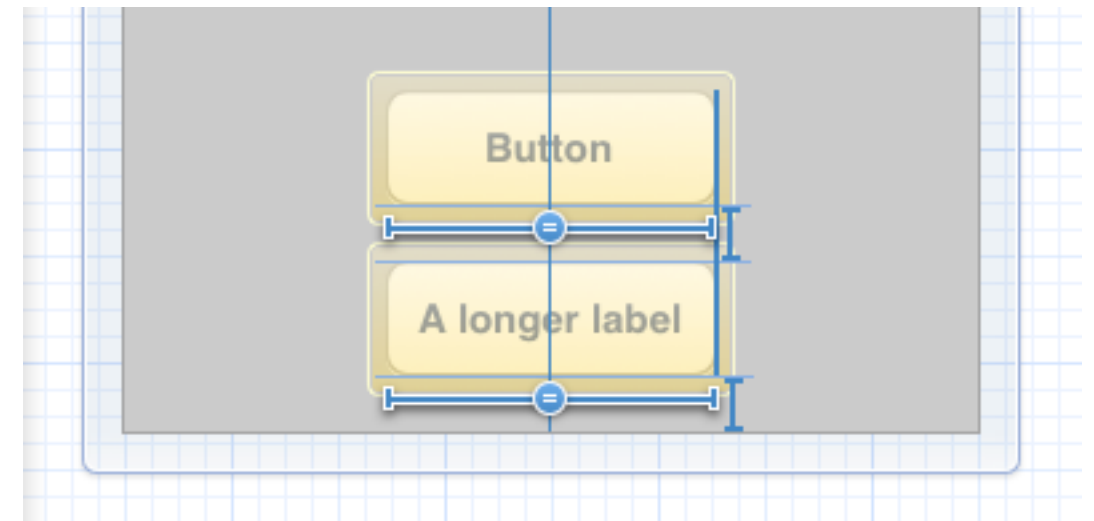 Button
=
A longer label
=